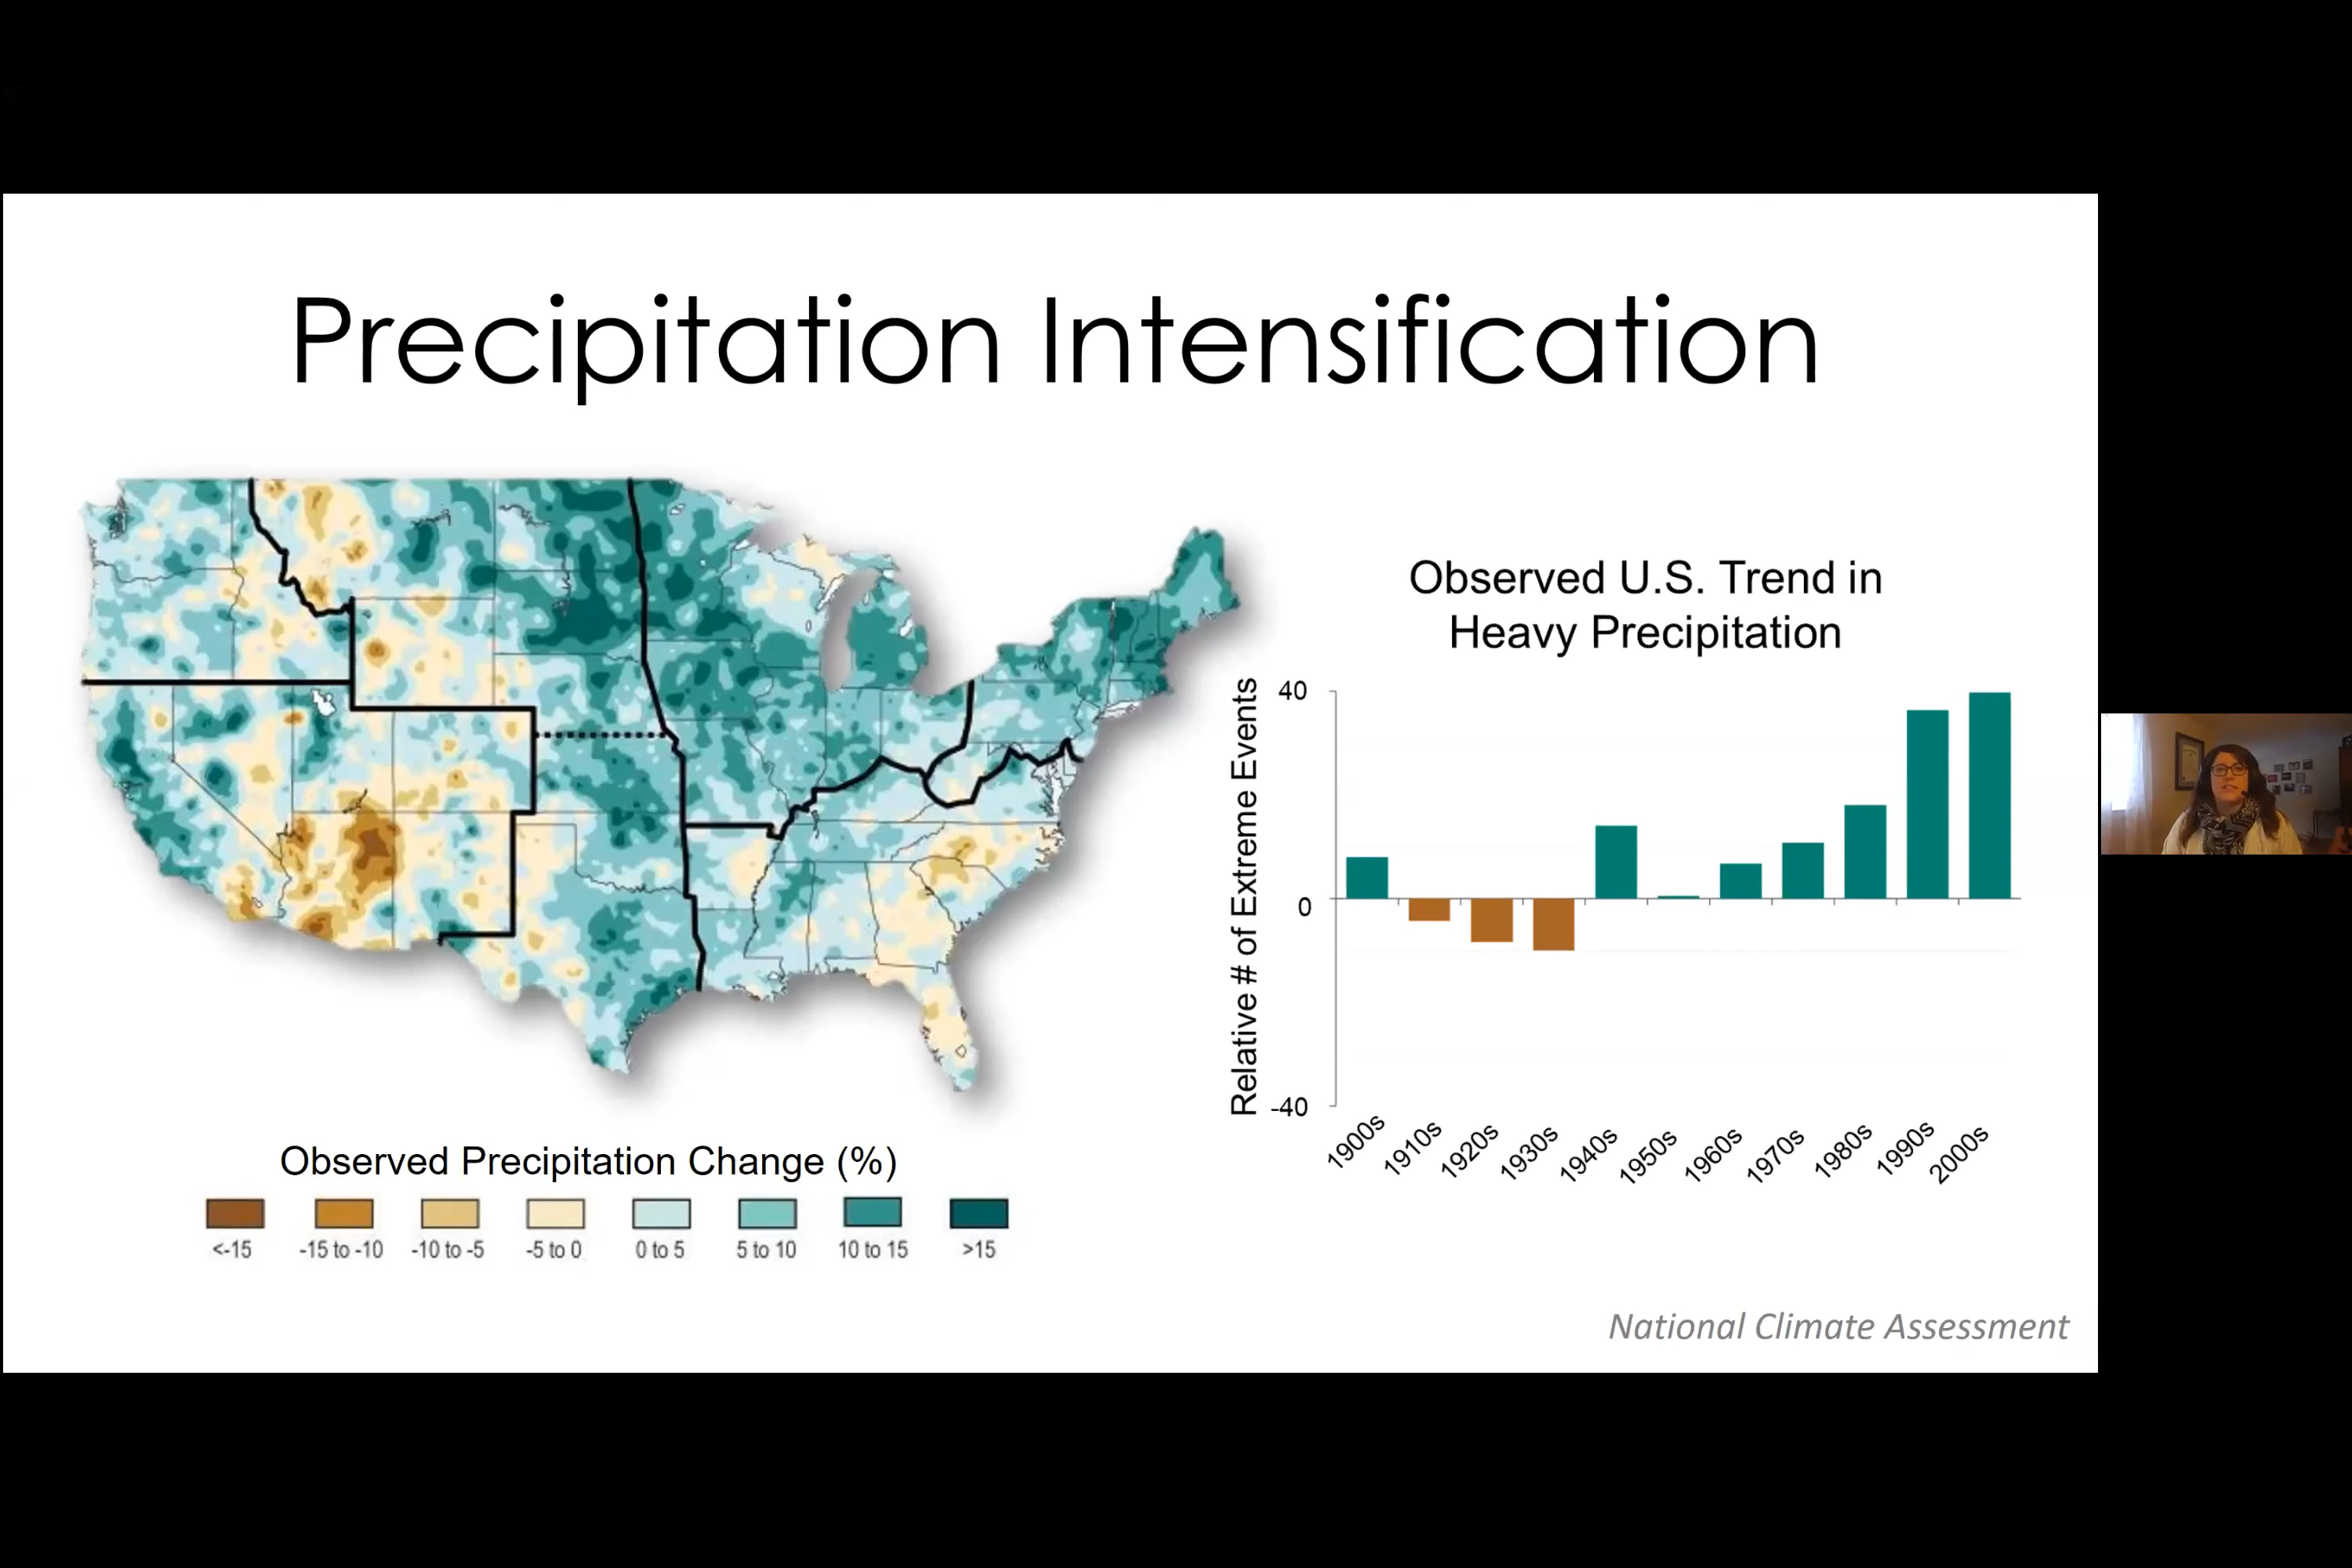 Precipitation Intensification
Observed U.S. Trend in
Heavy Precipitation
Relative # of Extreme Events
40
0
-40
1900s
1910s
1920s
1930s
1940s
1950s
1960s
1970s
1980s
1990s
2000s
Observed Precipitation Change (%)
<-15
-15 to -10
-10 to -5
-5 to 0
0 to 5
5 to 10
10 to 15
>15
National Climate Assessment